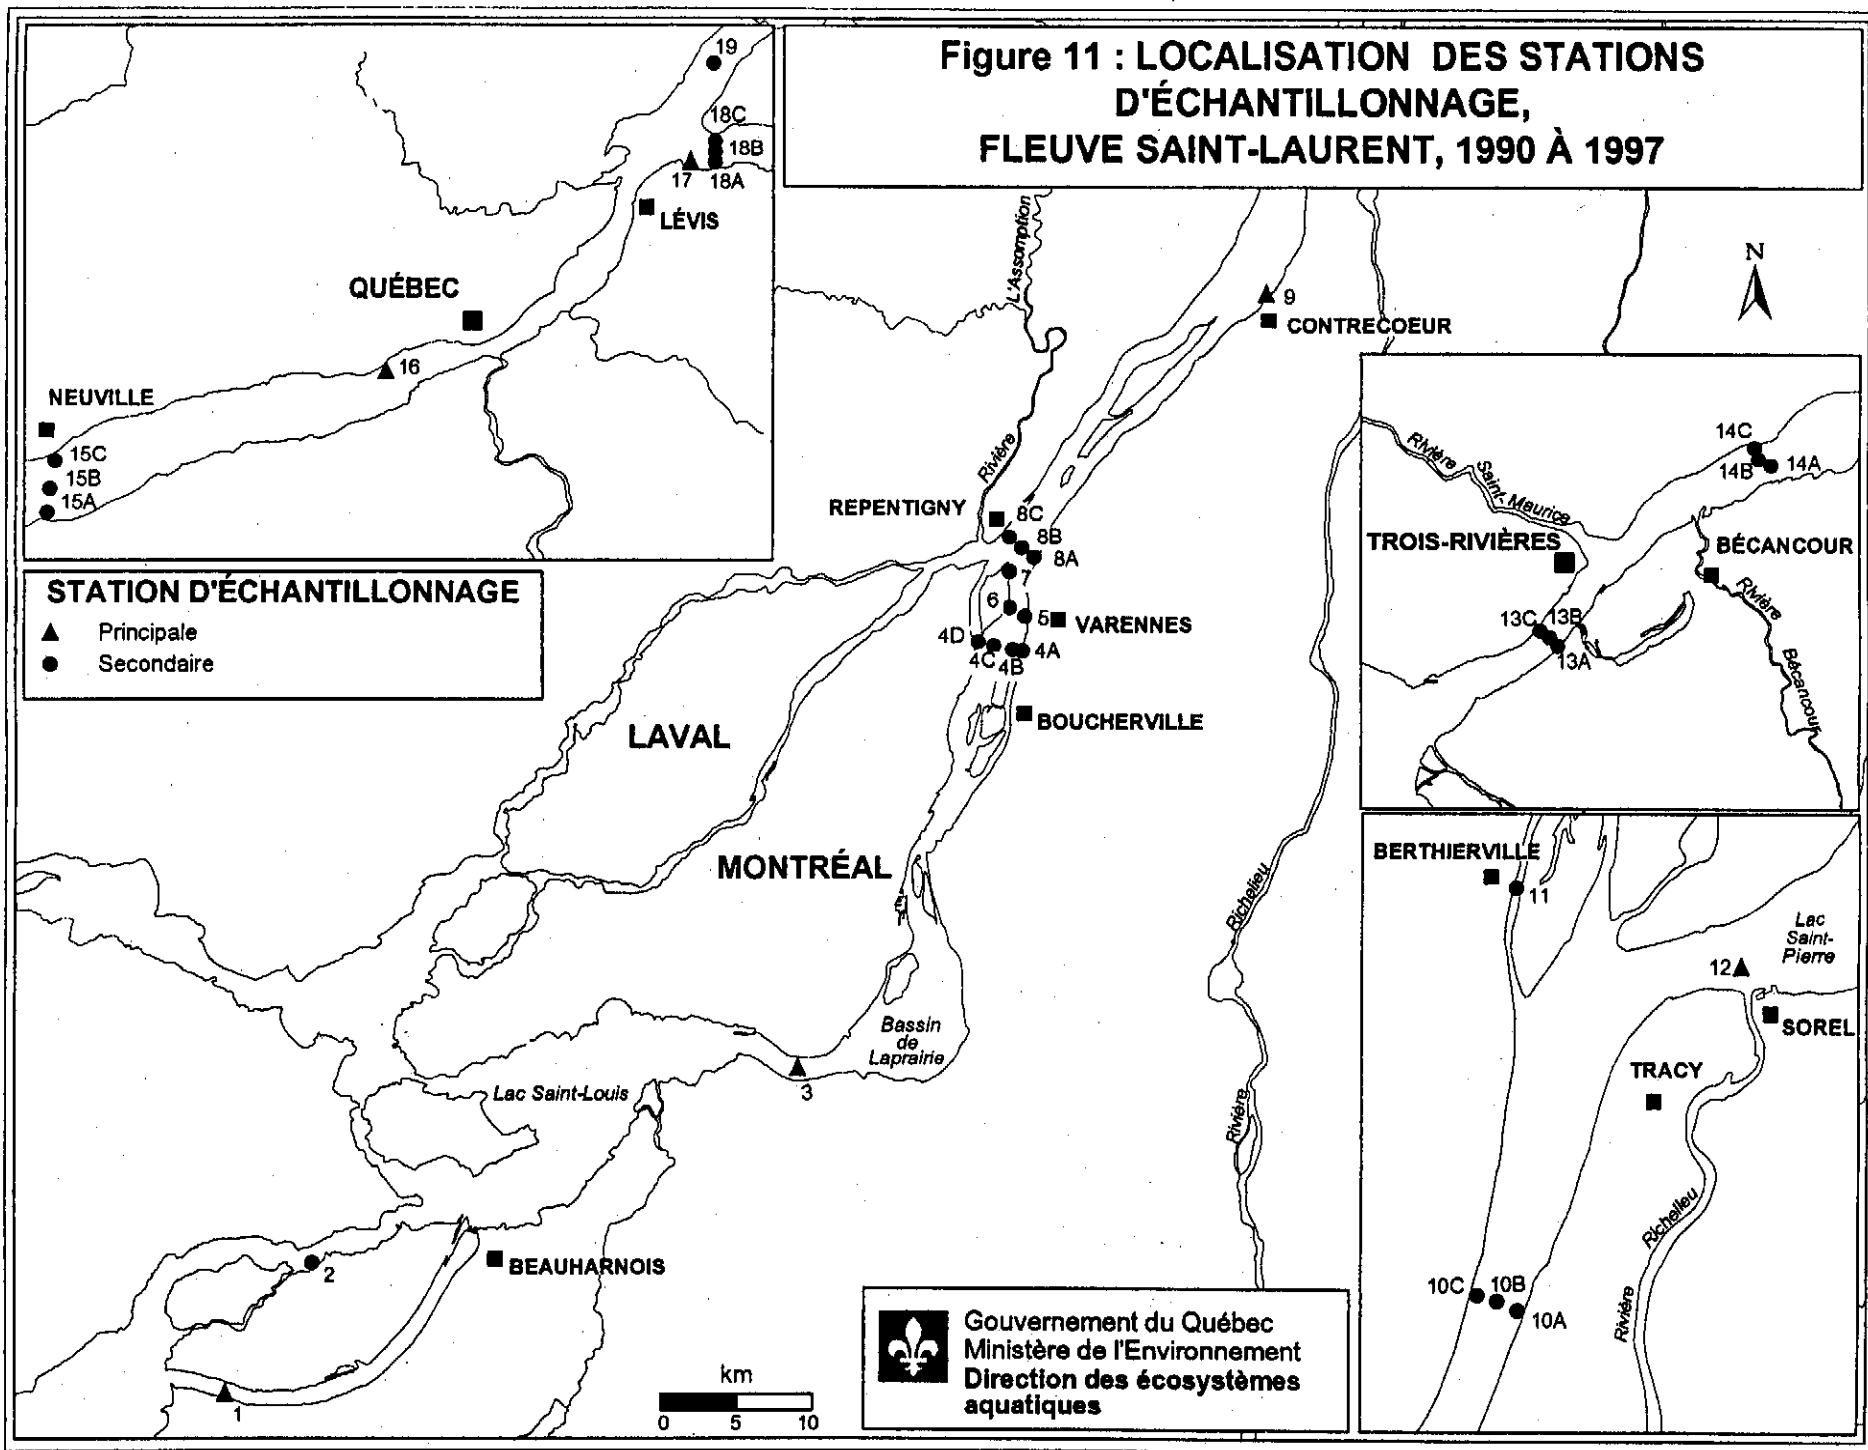 Figure 11 : LOCALISATION DES STATIONS
D'ÉCHANTILLONNAGE,
FLEUVE SAINT-LAURENT, 1990 À 1997
19
18C
18B
17
18A
LÉVIS
QUÉBEC
16
NEUVILLE
15C
15B
15A
STATION D'ÉCHANTILLONNAGE
Principale
Secondaire
N
L'Assomption
Rivière
9
CONTRECOEUR
REPENTIGNY
8C
8B
8A
7
6
5
VARENNES
4D
4C
4B
4A
BOUCHERVILLE
LAVAL
MONTRÉAL
Bassin
de
Laprairie
3
Lac Saint-Louis
2
BEAUHARNOIS
1
Richelieu
Rivière
Rivière
Saint-Maurice
14C
14B
14A
TROIS-RIVIÈRES
BÉCANCOUR
Rivière
Bécancour
13C
13B
13A
BERTHIERVILLE
11
Lac
Saint-
Pierre
12
SOREL
TRACY
Richelieu
Rivière
10C
10B
10A
km
0 5 10
Gouvernement du Québec
Ministère de l'Environnement
Direction des écosystèmes
aquatiques